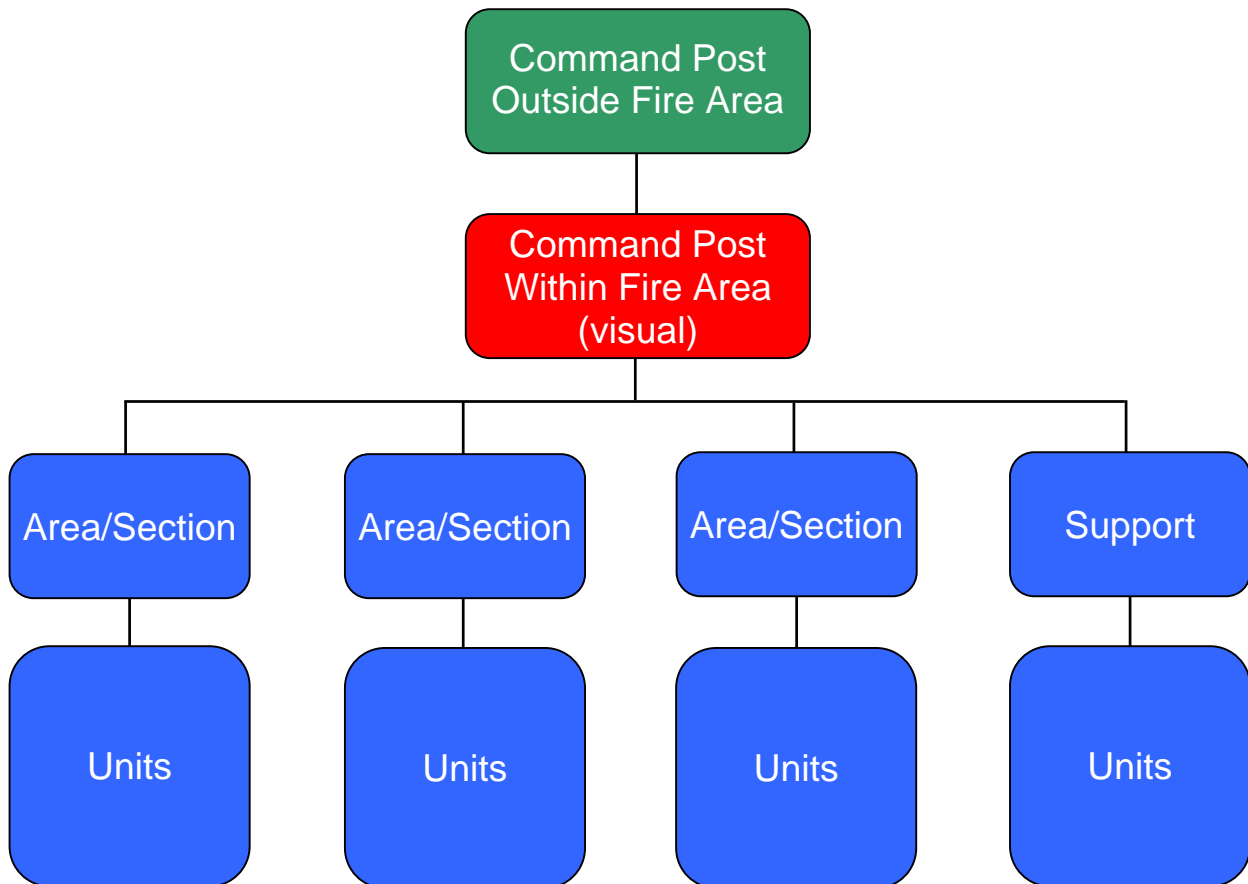 Command Post
Outside Fire Area
Command Post
Within Fire Area
(visual)
Area/Section
Area/Section
Area/Section
Support
Units
Units
Units
Units